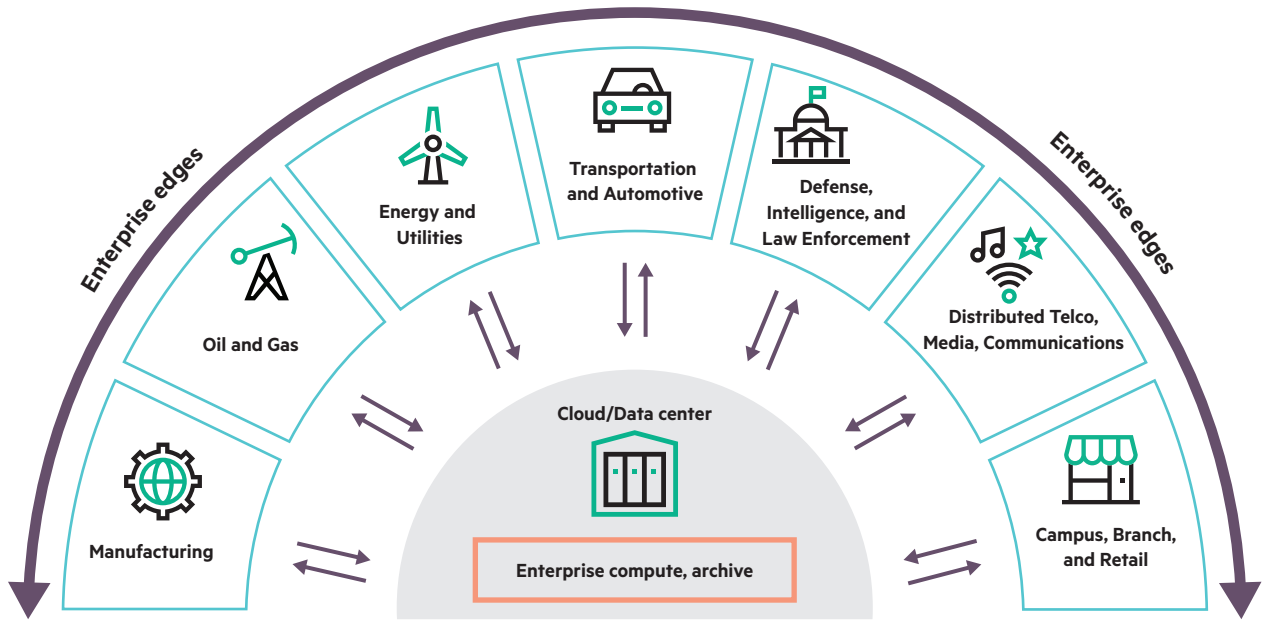 Enterprise edges
Enterprise edges
Transportation
and Automotive
Energy and
Utilities
Defense,
Intelligence, and
Law Enforcement
Oil and Gas
Distributed Telco,
Media, Communications
Manufacturing
Campus, Branch,
and Retail
Cloud/Data center
Enterprise compute, archive